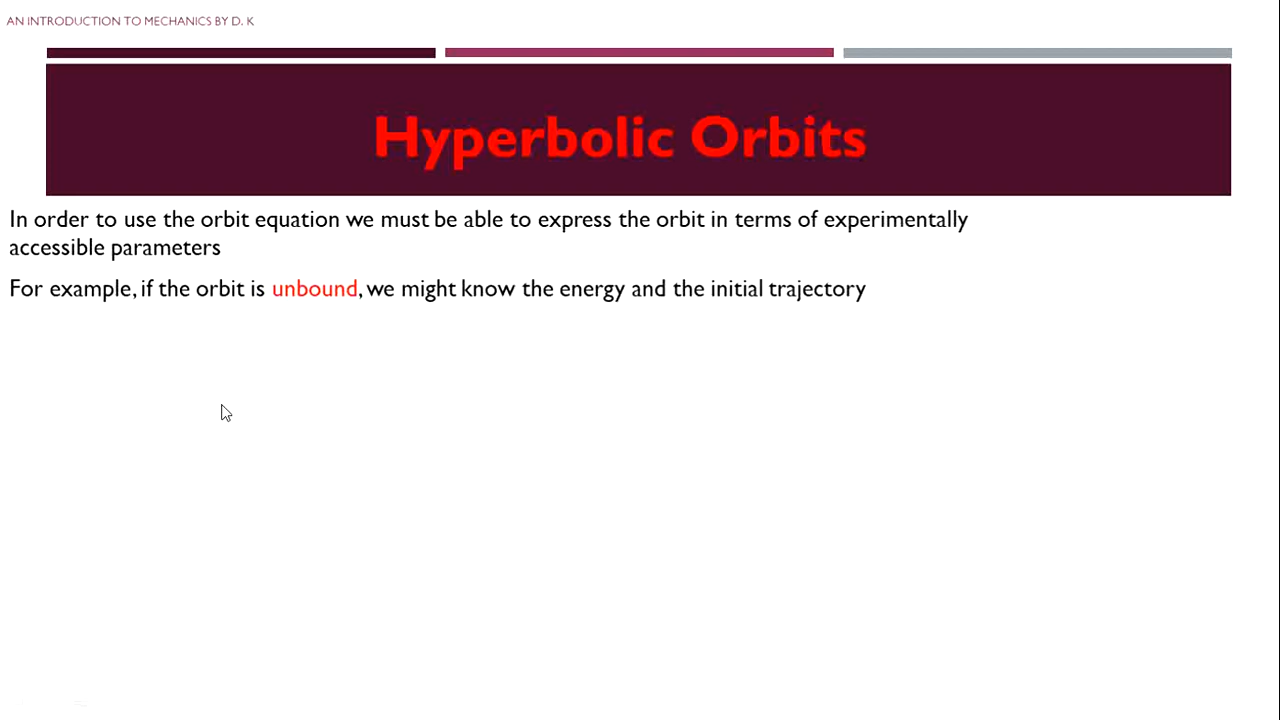 AN INTRODUCTION TO MECHANICS BY D. K
Hyperbolic Orbits
In order to use the orbit equation we must be able to express the orbit in terms of experimentally
accessible parameters
For example, if the orbit is unbound, we might know the energy and the initial trajectory